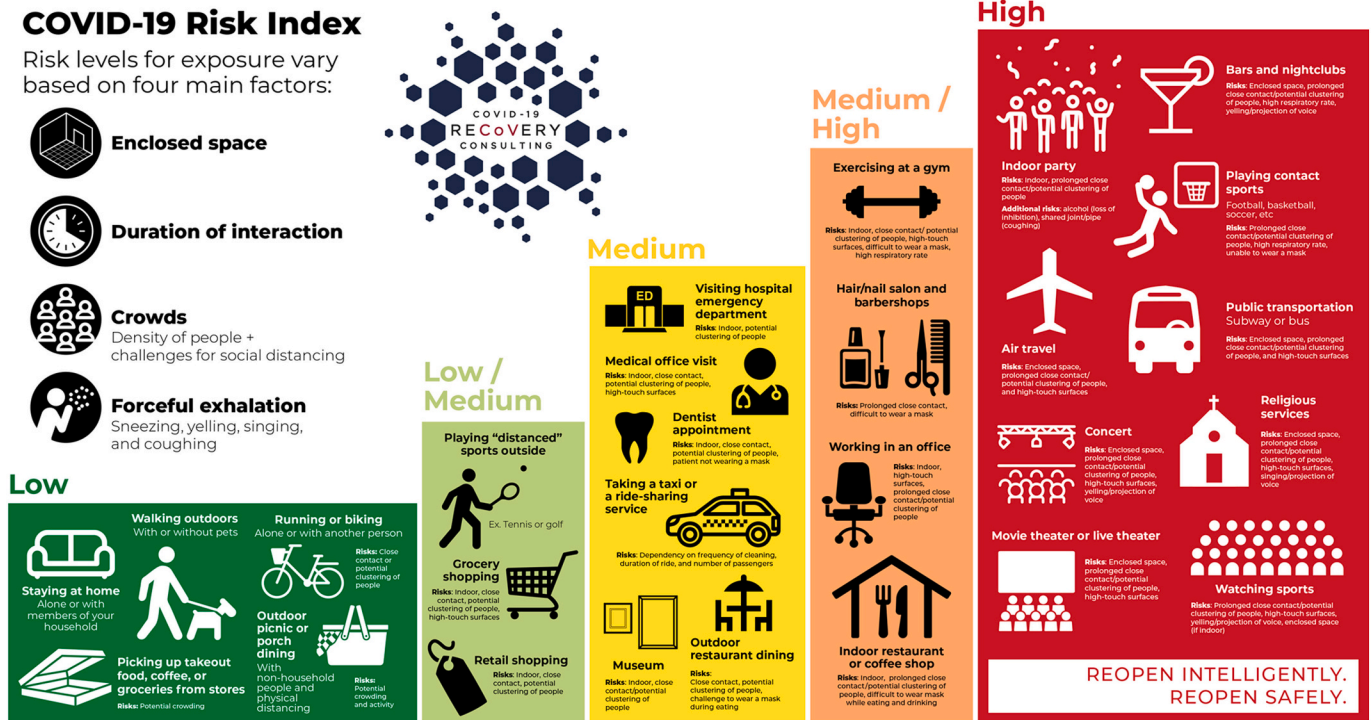 COVID-19 Risk Index
Risk levels for exposure vary
based on four main factors:
Enclosed space
Duration of interaction
Crowds
Density of people +
challenges for social distancing
Forceful exhalation
Sneezing, yelling, singing,
and coughing
COVID-19
RECoVERY
CONSULTING
Low
Staying at home
Alone or with
members of your
household
Walking outdoors
With or without pets
Running or biking
Alone or with another person
Risks: Close
contact or
potential
clustering of
people
Picking up takeout
food, coffee, or
groceries from stores
Risks: Potential crowding
Outdoor
picnic or
porch
dining
With
non-household
people and
physical
distancing
Risks:
Potential
crowding
and activity
Low /
Medium
Playing “distanced”
sports outside
Ex. Tennis or golf
Grocery
shopping
Risks: Indoor, close
contact, potential
clustering of people,
high-touch surfaces
Retail shopping
Risks: Indoor, close
contact, potential
clustering of people
Medium
ED
Visiting hospital
emergency
department
Risks: Indoor, potential
clustering of people
Medical office visit
Risks: Indoor, close contact,
potential clustering of people,
high-touch surfaces
Dentist
appointment
Risks: Indoor, close contact,
potential clustering of people,
patient not wearing a mask
Taking a taxi or
a ride-sharing
service
Risks: Dependency on frequency of cleaning,
duration of ride, and number of passengers
Museum
Risks: Indoor, close
contact/potential
clustering of
people
Outdoor
restaurant dining
Risks:
Close contact, potential
clustering of people,
challenge to wear a mask
during eating
Medium /
High
Exercising at a gym
Risks: Indoor, close contact/ potential
clustering of people, high-touch
surfaces, difficult to wear a mask,
high respiratory rate
Hair/nail salon and
barbershops
Risks: Prolonged close contact,
difficult to wear a mask
Working in an office
Risks: Indoor,
high-touch
surfaces,
prolonged close
contact/potential
clustering of
people
Indoor restaurant
or coffee shop
Risks: Indoor, prolonged close
contact/potential clustering of
people, difficult to wear mask
while eating and drinking
High
Indoor party
Risks: Indoor, prolonged close
contact/potential clustering of
people
Additional risks: alcohol (loss of
inhibition), shared joint/pipe
(coughing)
Bars and nightclubs
Risks: Enclosed space, prolonged
close contact/potential clustering
of people, high respiratory rate,
yelling/projection of voice
Playing contact
sports
Football, basketball,
soccer, etc
Risks: Prolonged close
contact/potential clustering of
people, high respiratory rate,
unable to wear a mask
Air travel
Risks: Enclosed space,
prolonged close contact/
potential clustering of people,
and high-touch surfaces
Public transportation
Subway or bus
Risks: Enclosed space, prolonged
close contact/potential clustering
of people, and high-touch surfaces
Concert
Risks: Enclosed space,
prolonged close
contact/potential
clustering of people,
high-touch surfaces,
yelling/projection of
voice
Religious
services
Risks: Enclosed space,
prolonged close
contact/potential
clustering of people,
high-touch surfaces,
singing/projection of
voice
Movie theater or live theater
Risks: Enclosed space,
prolonged close
contact/potential
clustering of people,
high-touch surfaces
Watching sports
Risks: Prolonged close contact/potential
clustering of people, high-touch surfaces,
yelling/projection of voice, enclosed space
(if indoor)
REOPEN INTELLIGENTLY.
REOPEN SAFELY.